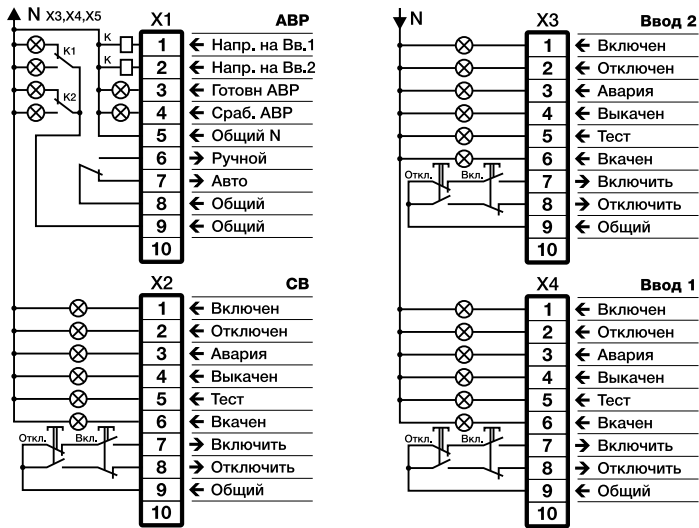 N X3,X4,X5 X1 АВР
K 1 ← Напр. на Вв.1
K1
K 2 ← Напр. на Вв.2
3 ← Готовн АВР
K2
4 ← Сраб. АВР
5 ← Общий N
6 → Ручной
7 → Авто
8 ← Общий
9 ← Общий
10
X2 СВ
1 ← Включен
2 ← Отключен
3 ← Авария
4 ← Выкачен
5 ← Тест
6 ← Вкачен
Откл. Вкл. 7 → Включить
8 → Отключить
9 ← Общий
10
N X3 Ввод 2
1 ← Включен
2 ← Отключен
3 ← Авария
4 ← Выкачен
5 ← Тест
6 ← Вкачен
Откл. Вкл. 7 → Включить
8 → Отключить
9 ← Общий
10
X4 Ввод 1
1 ← Включен
2 ← Отключен
3 ← Авария
4 ← Выкачен
5 ← Тест
6 ← Вкачен
Откл. Вкл. 7 → Включить
8 → Отключить
9 ← Общий
10